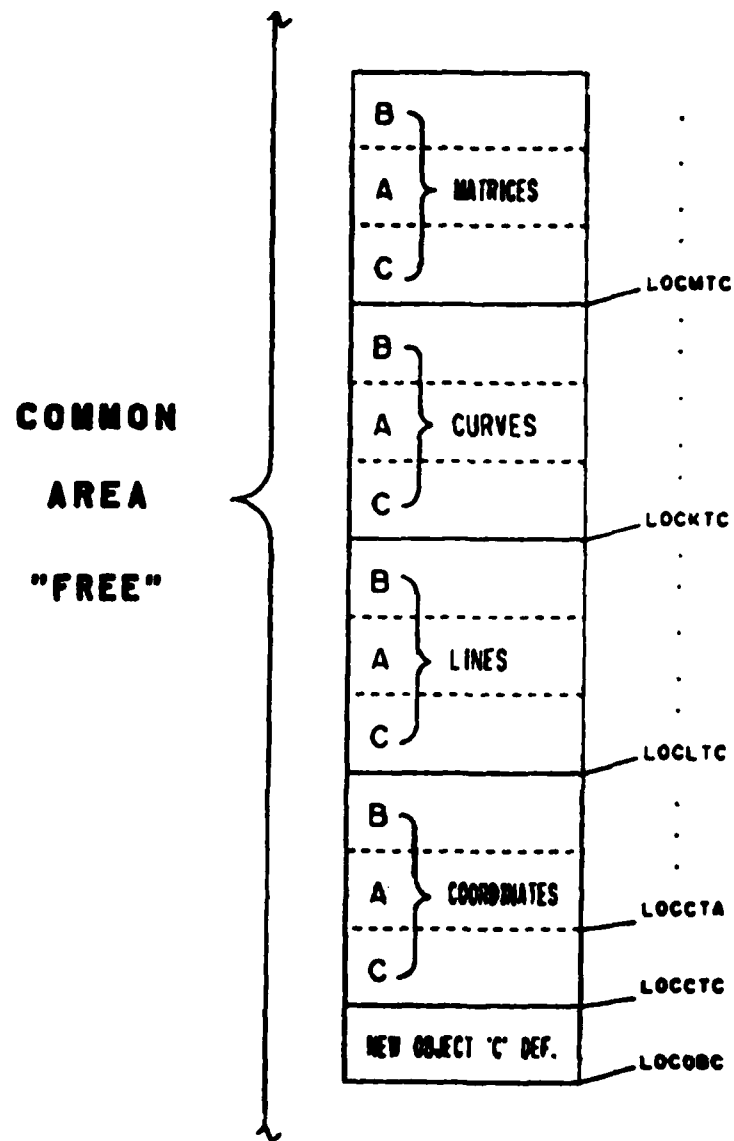 COMMON
AREA
"FREE"
B
A MATRICES
C
LOCMTC
B
A CURVES
C
LOCKTC
B
A LINES
C
LOCLTC
B
A COORDINATES
LOCCTA
C
LOCCTC
NEW OBJECT 'C' DEF.
LOCOBC